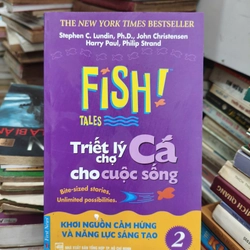 THE NEW YORK TIMES BESTSELLER
Stephen C. Lundin, Ph.D., John Christensen
Harry Paul, Philip Strand
FISH!
TALES
Triết lý Cá
chợ
cho cuộc sống
Bite-sized stories.
Unlimited possibilities.
KHƠI NGUỒN CẢM HỨNG
VÀ NĂNG LỰC SÁNG TẠO
2